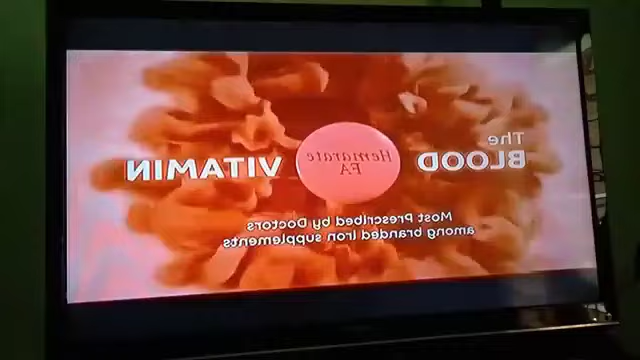 The
BLOOD
Hemarate
FA
VITAMIN
Most Prescribed by Doctors
among branded iron supplements